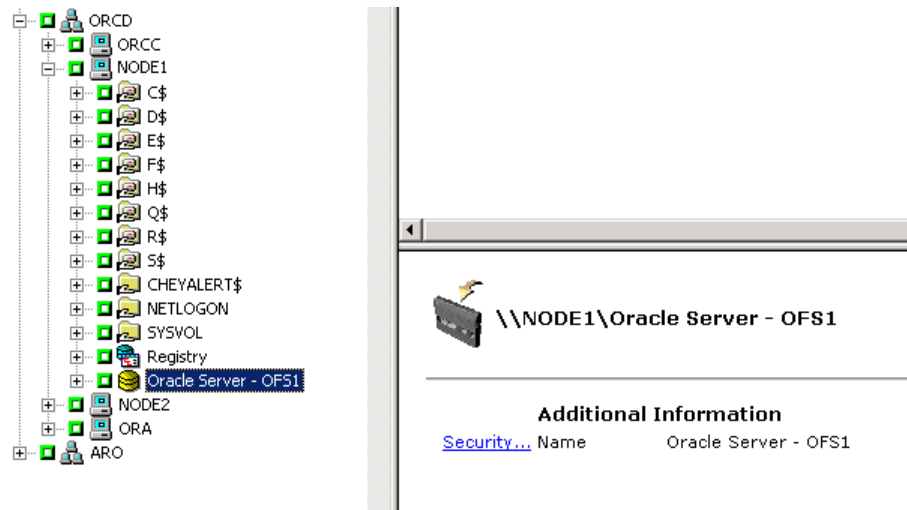 ORCD
ORCC
NODE1
C$
D$
E$
F$
H$
Q$
R$
S$
CHEYALERT$
NETLOGON
SYSVOL
Registry
Oracle Server - OFS1
NODE2
ORA
ARO
\\NODE1\Oracle Server - OFS1
Additional Information
Security... Name Oracle Server - OFS1